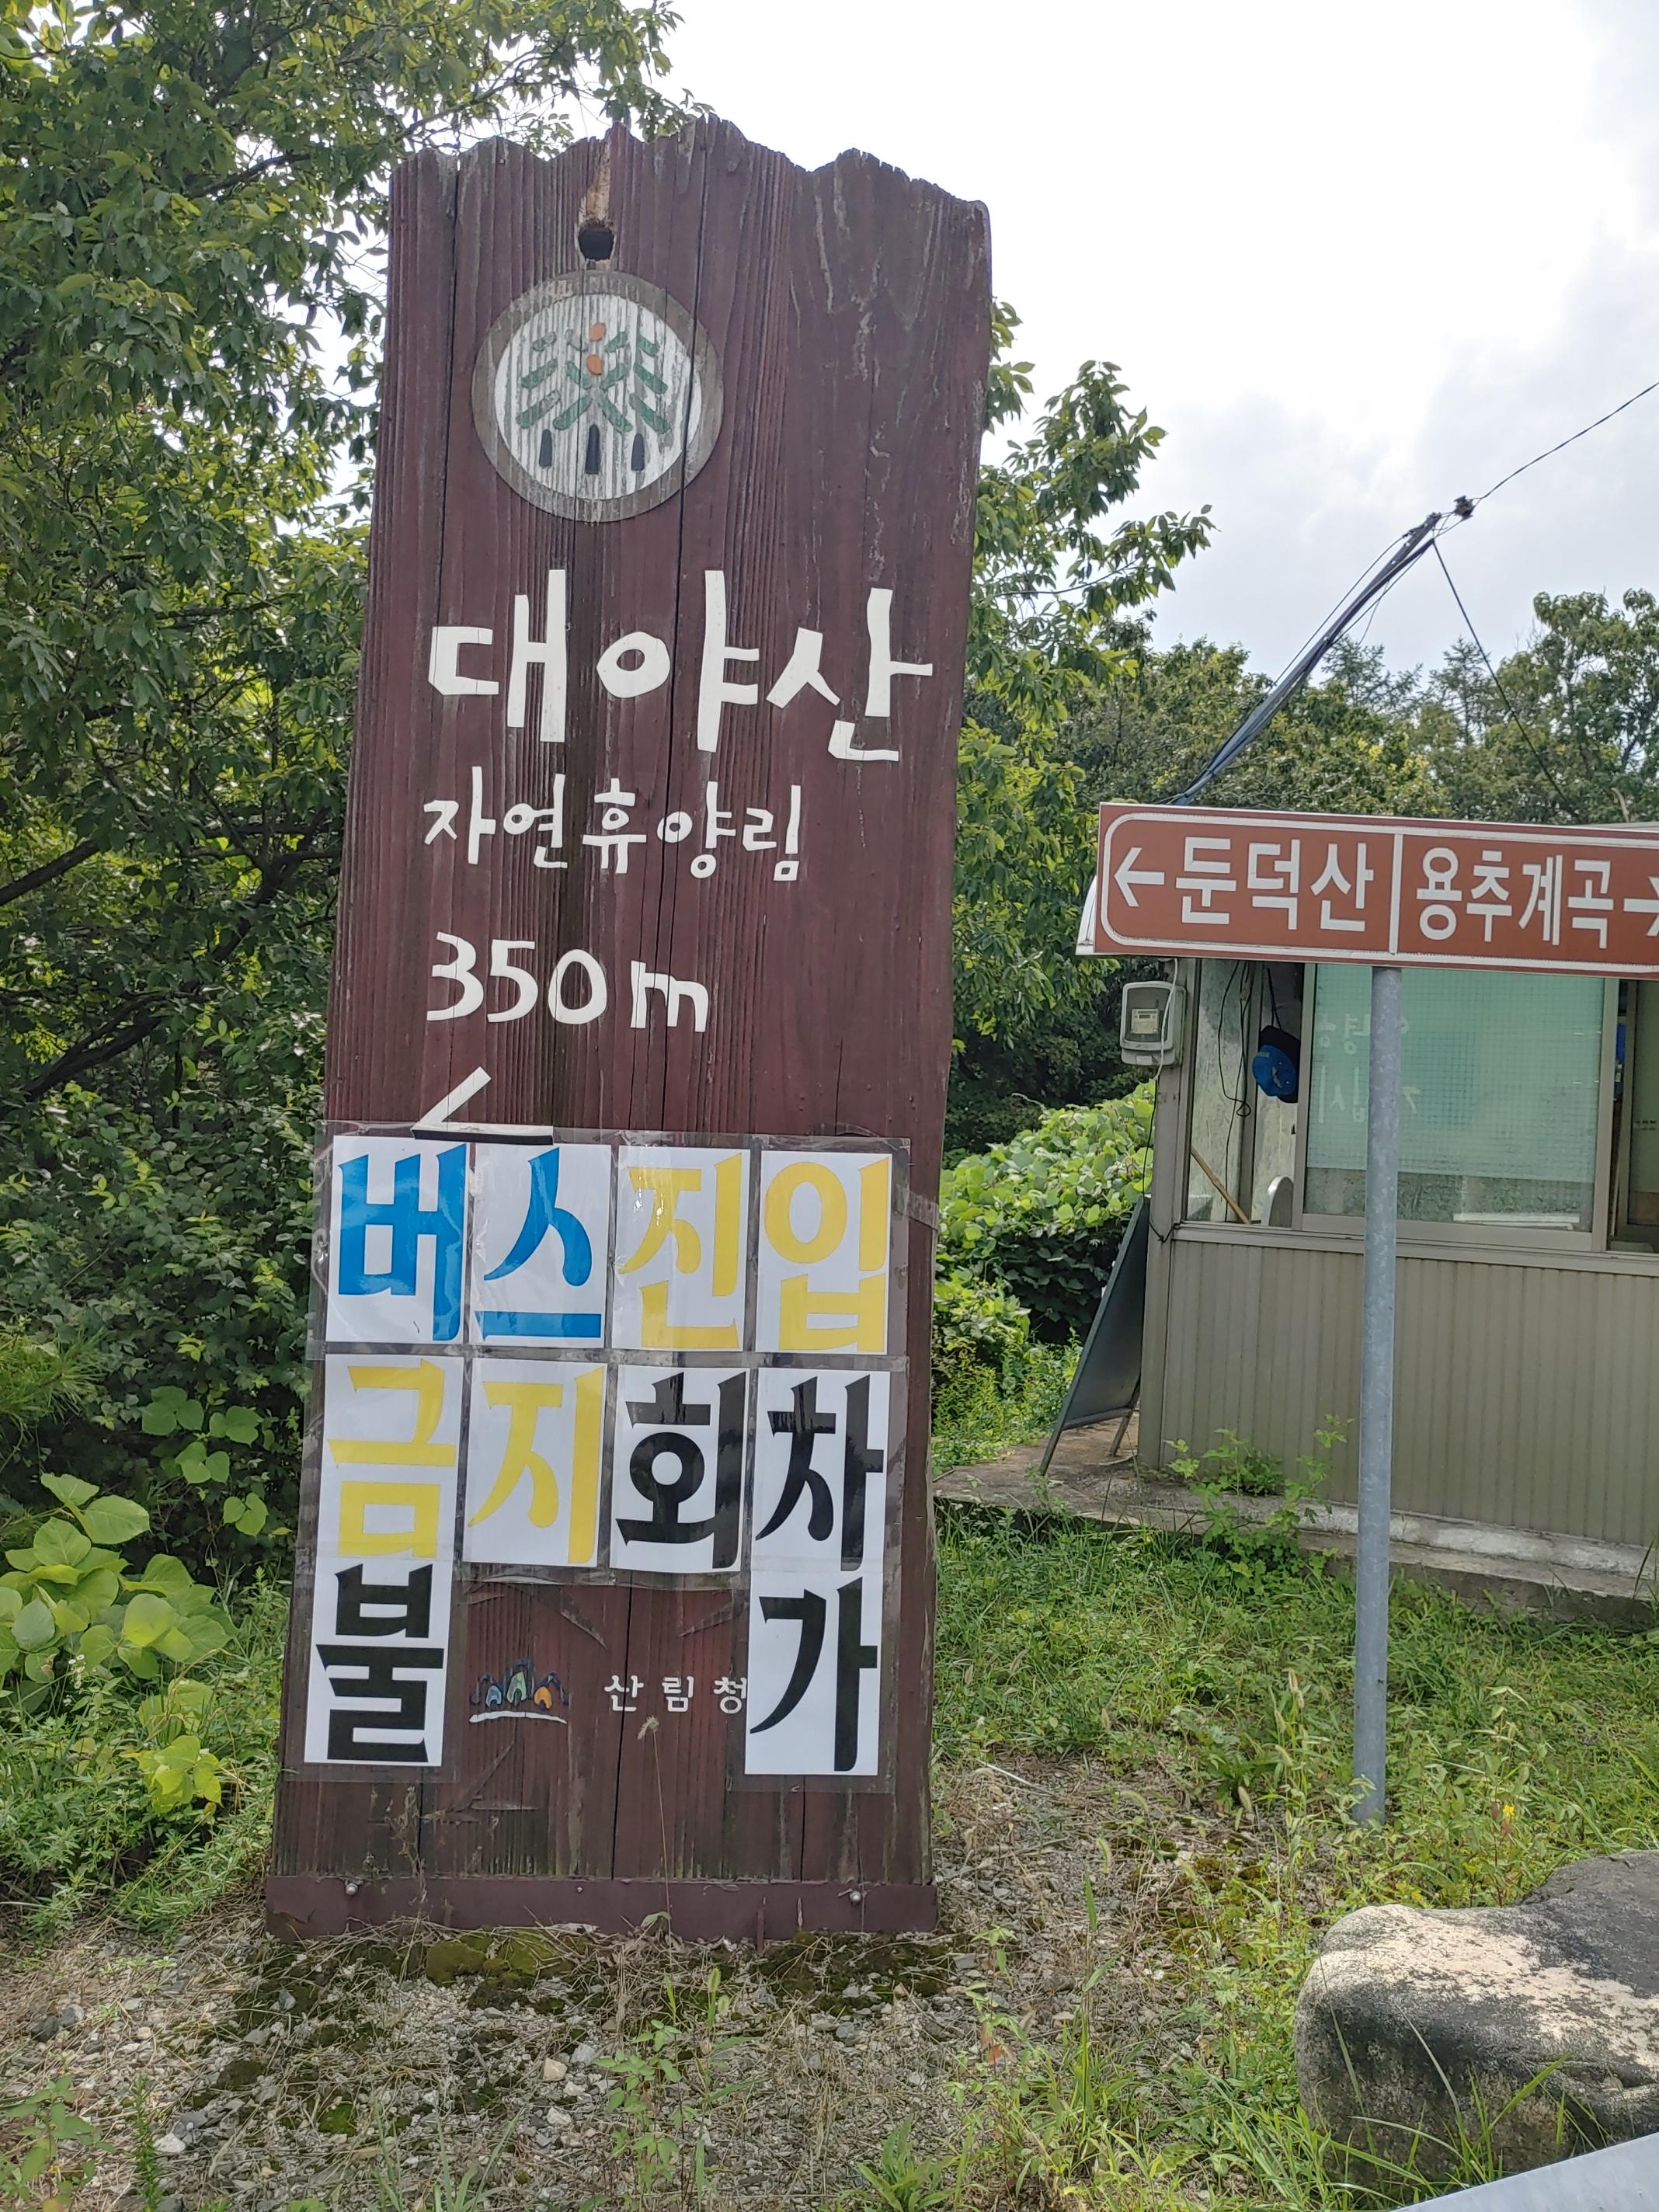 대야산
자연휴양림
350m
<
버스진입
금지회차
불 가
산림청
← 둔덕산 용추계곡 →